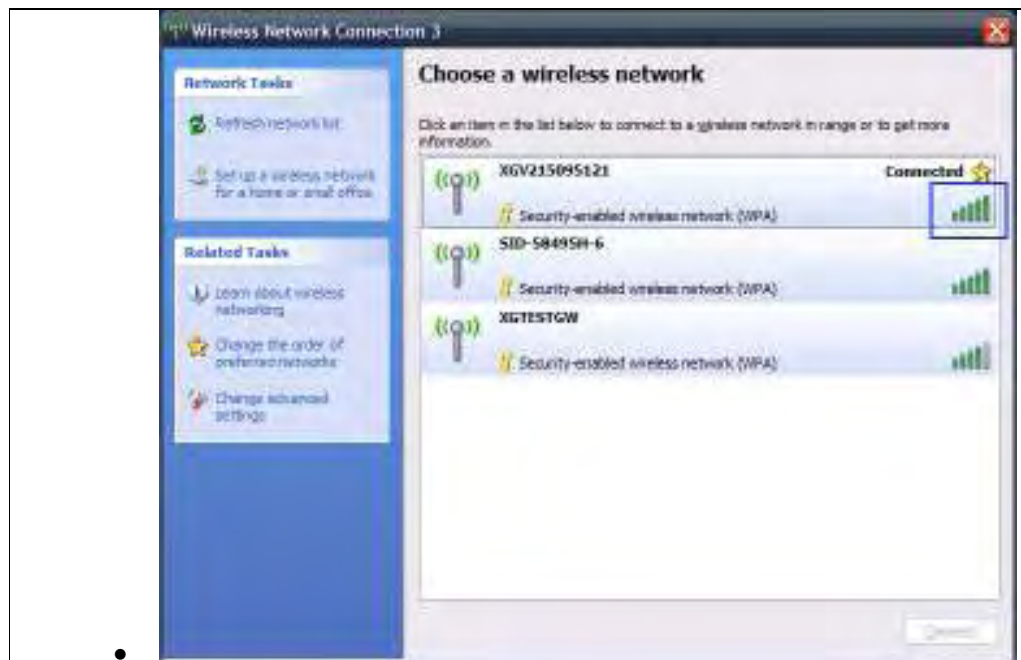 Wireless Network Connection 3
Network Tasks
Refresh network list
Set up a wireless network
for a home or small office
Related Tasks
Learn about wireless
networking
Change the order of
preferred networks
Change advanced
settings
Choose a wireless network
Click an item in the list below to connect to a wireless network in range or to get more
information.
XGV215095121
Connected
Security-enabled wireless network (WPA)
SID-58495H-6
Security-enabled wireless network (WPA)
XGTESTGW
Security-enabled wireless network (WPA)